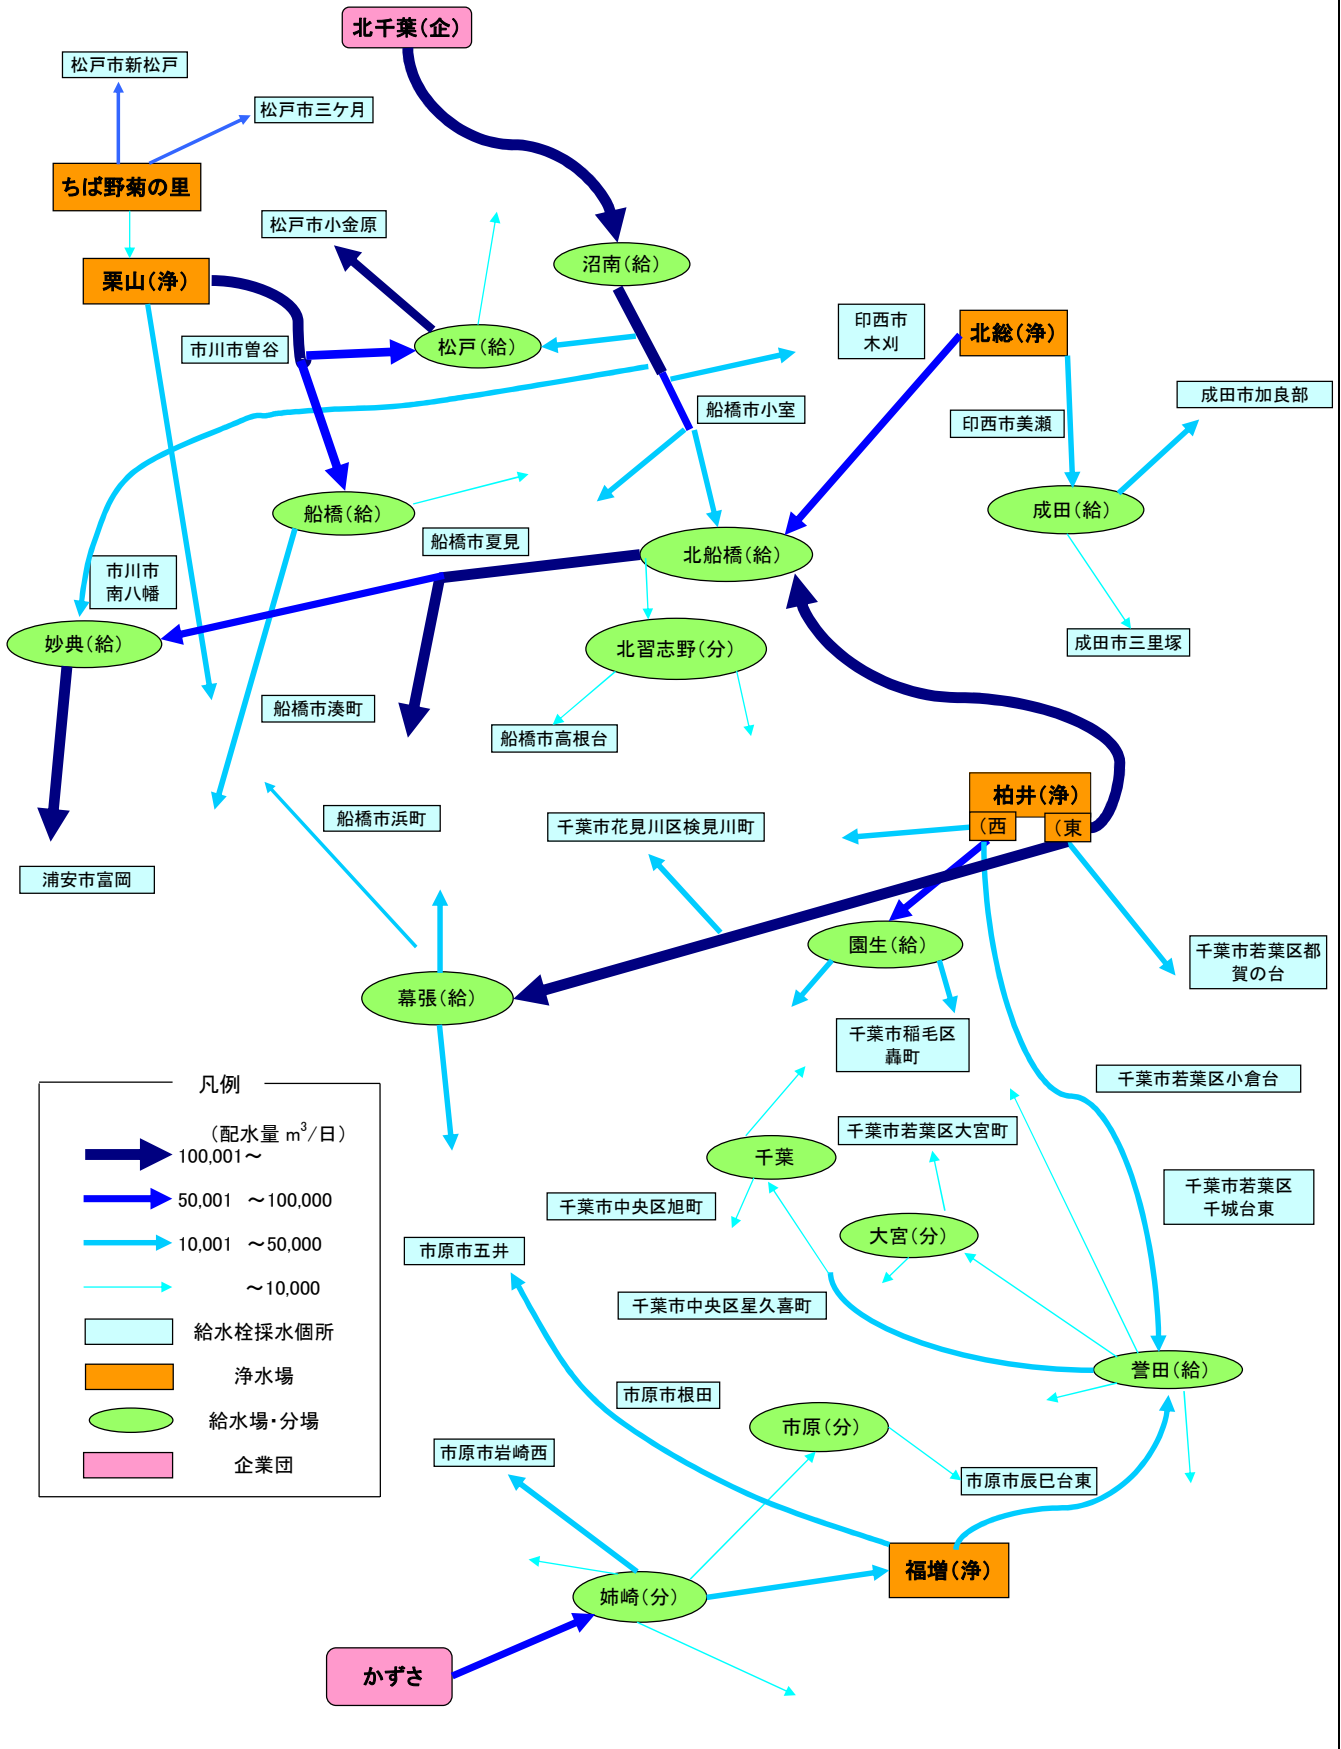 北千葉(企)
松戸市新松戸
松戸市三ケ月
ちば野菊の里
松戸市小金原
沼南(給)
栗山(浄)
印西市
木刈
北総(浄)
市川市曽谷
松戸(給)
成田市加良部
船橋市小室
印西市美瀬
船橋(給)
成田(給)
船橋市夏見
北船橋(給)
市川市
南八幡
妙典(給)
北習志野(分)
成田市三里塚
船橋市湊町
船橋市高根台
柏井(浄)
(西
(東
船橋市浜町
千葉市花見川区検見川町
浦安市富岡
園生(給)
千葉市若葉区都
賀の台
幕張(給)
千葉市稲毛区
轟町
千葉市若葉区小倉台
千葉市若葉区大宮町
千葉
千葉市若葉区
千城台東
千葉市中央区旭町
大宮(分)
市原市五井
千葉市中央区星久喜町
誉田(給)
市原市根田
市原(分)
市原市岩崎西
市原市辰巳台東
福増(浄)
姉崎(分)
かずさ
凡例
(配水量 m³/日)
100,001~
50,001 ~100,000
10,001 ~50,000
~10,000
給水栓採水個所
浄水場
給水場・分場
企業団